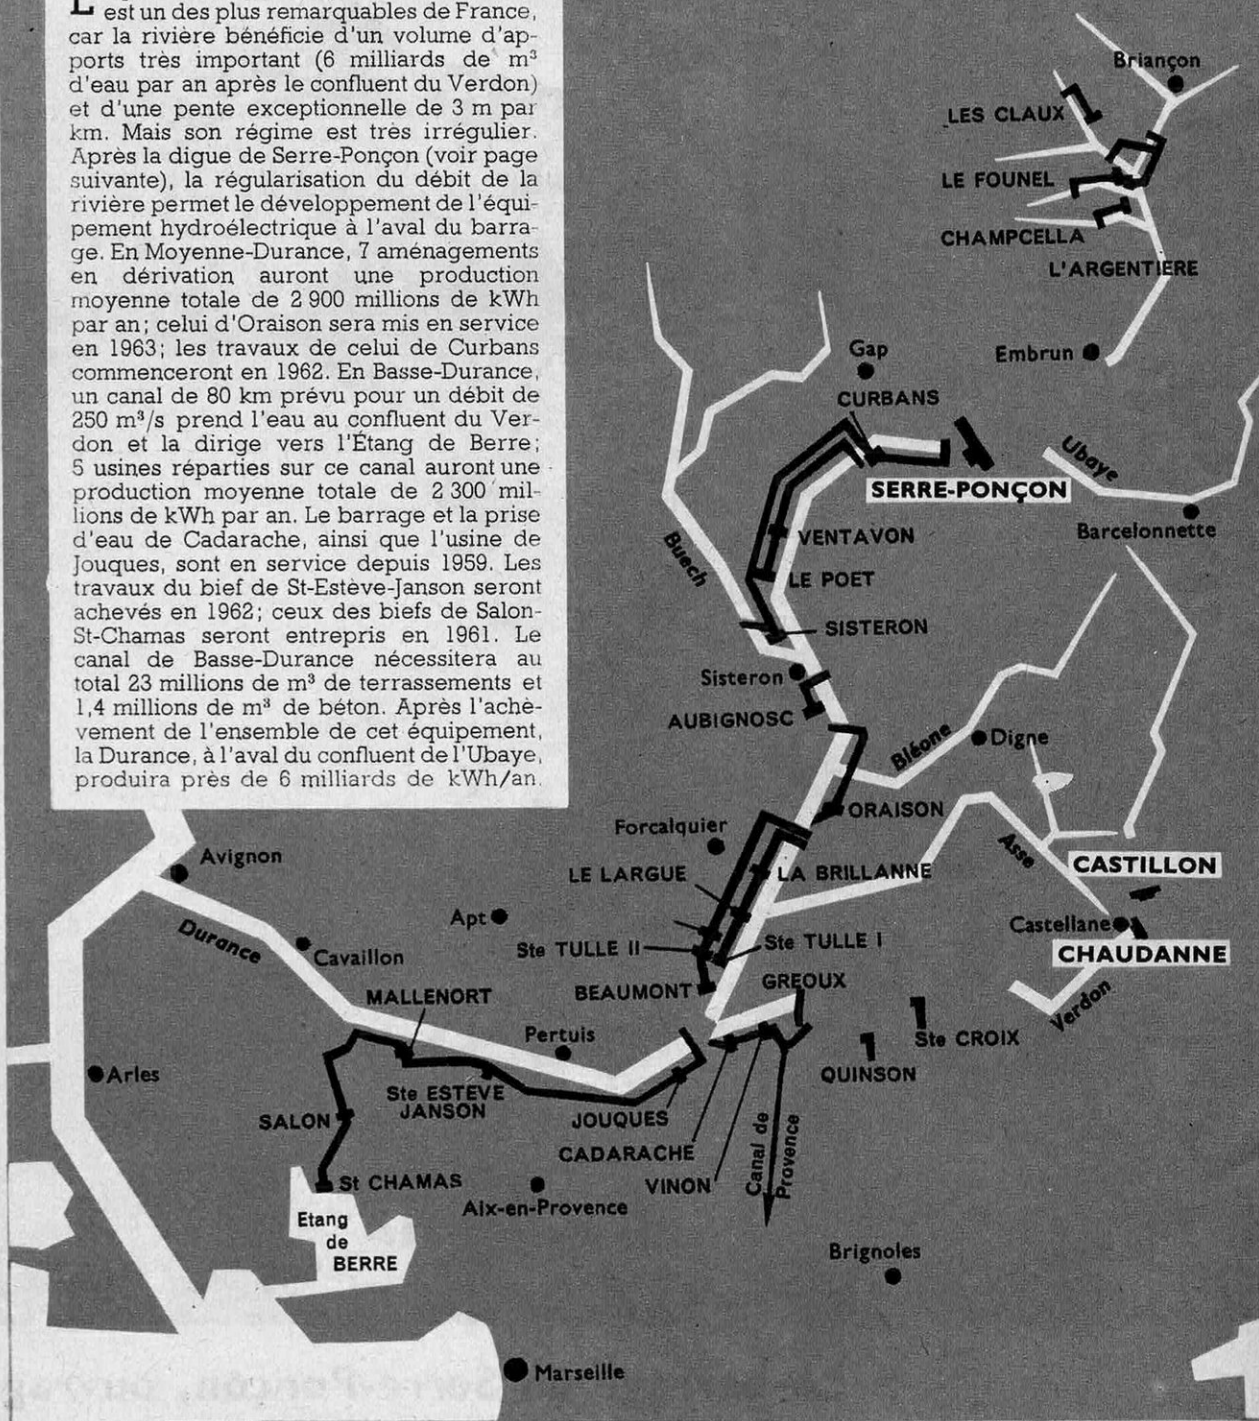 L
est un des plus remarquables de France,
car la rivière bénéficie d'un volume d'ap-
ports très important (6 milliards de m³
d'eau par an après le confluent du Verdon)
et d'une pente exceptionnelle de 3 m par
km. Mais son régime est très irrégulier.
Après la digue de Serre-Ponçon (voir page
suivante), la régularisation du débit de la
rivière permet le développement de l'équi-
pement hydroélectrique à l'aval du barra-
ge. En Moyenne-Durance, 7 aménagements
en dérivation auront une production
moyenne totale de 2 900 millions de kWh
par an; celui d'Oraison sera mis en service
en 1963; les travaux de celui de Curbans
commenceront en 1962. En Basse-Durance,
un canal de 80 km prévu pour un débit de
250 m³/s prend l'eau au confluent du Ver-
don et la dirige vers l'Étang de Berre;
5 usines réparties sur ce canal auront une
production moyenne totale de 2 300 mil-
lions de kWh par an. Le barrage et la prise
d'eau de Cadarache, ainsi que l'usine de
Jouques, sont en service depuis 1959. Les
travaux du bief de St-Estève-Janson seront
achevés en 1962; ceux des biefs de Salon-
St-Chamas seront entrepris en 1961. Le
canal de Basse-Durance nécessitera au
total 23 millions de m³ de terrassements et
1,4 millions de m³ de béton. Après l'achè-
vement de l'ensemble de cet équipement,
la Durance, à l'aval du confluent de l'Ubaye,
produira près de 6 milliards de kWh/an.
Briançon
LES CLAUX
LE FOUNEL
CHAMPCELLA
L'ARGENTIERE
Embrun
Gap
CURBANS
Ubaye
SERRE-PONÇON
Barcelonnette
Buech
VENTAVON
LE POET
SISTERON
Sisteron
AUBIGNOSC
Bléone
Digne
ORAISON
Forcalquier
LE LARGUE
LA BRILLANNE
Asse
CASTILLON
Castellane
CHAUDANNE
Verdon
Avignon
Durance
Cavaillon
Apt
Ste TULLE II
Ste TULLE I
BEAUMONT
GREOUX
MALLENORT
Pertuis
Ste CROIX
QUINSON
Arles
Ste ESTEVE
JANSON
JOUQUES
SALON
CADARACHE
VINON
Canal de
Provence
St CHAMAS
Aix-en-Provence
Etang
de
BERRE
Brignoles
Marseille